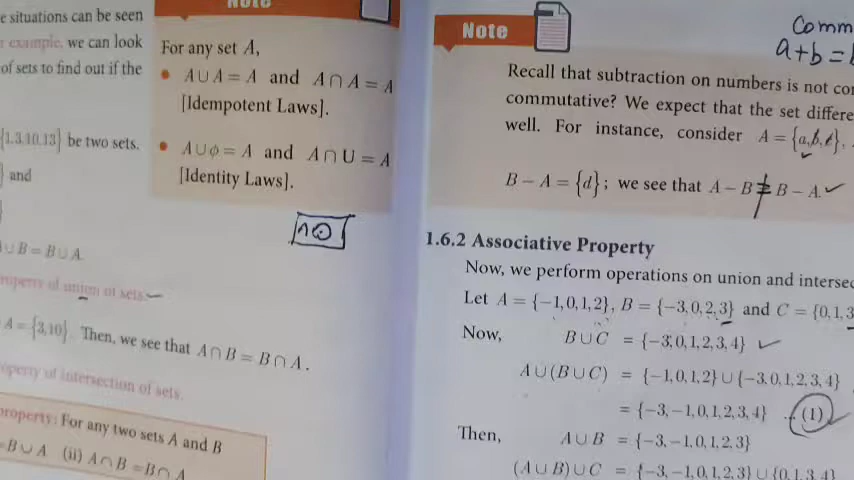 e situations can be seen
example, we can look
of sets to find out if the
{1,3,10,13} be two sets.
and
∪B=B∪A
property of union of sets.
A={3,10}. Then, we see that A∩B=B∩A.
operty of intersection of sets.
property: For any two sets A and B
=B∪A (ii) A∩B=B∩A
Note
For any set A,
• A∪A=A and A∩A=A
[Idempotent Laws].
• A∪ϕ=A and A∩U=A
[Identity Laws].
Note
Comm
a+b=b
Recall that subtraction on numbers is not co
commutative? We expect that the set differe
well. For instance, consider A={a,b,
B−A={d}; we see that A−B≠B−A.
1.6.2 Associative Property
Now, we perform operations on union and interse
Let A={−1,0,1,2}, B={−3,0,2,3} and C={0,1,3
Now, B∪C = {−3,0,1,2,3,4}
A∪(B∪C) = {−1,0,1,2}∪{−3,0,1,2,3,4}
= {−3,−1,0,1,2,3,4} ...(1)
Then, A∪B = {−3,−1,0,1,2,3}
(A∪B)∪C = {−3,−1,0,1,2,3}∪{0,1,3,4}